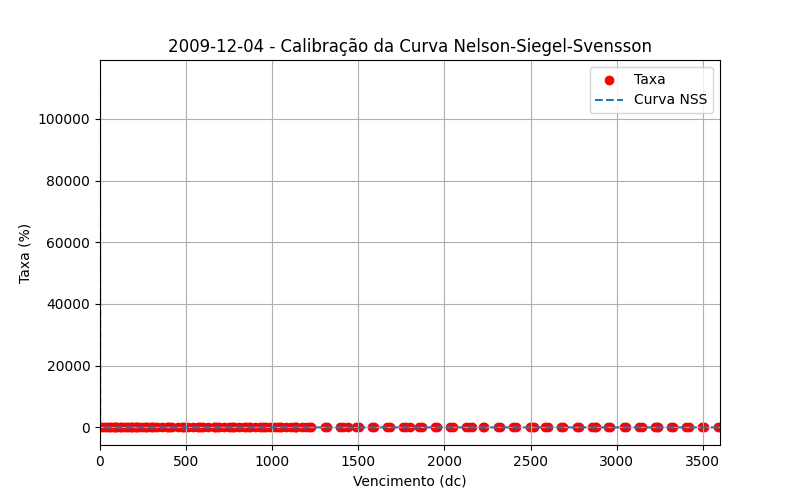 2009-12-04 - Calibração da Curva Nelson-Siegel-Svensson
Taxa
Curva NSS
Taxa (%)
100000
80000
60000
40000
20000
0
0 500 1000 1500 2000 2500 3000 3500
Vencimento (dc)